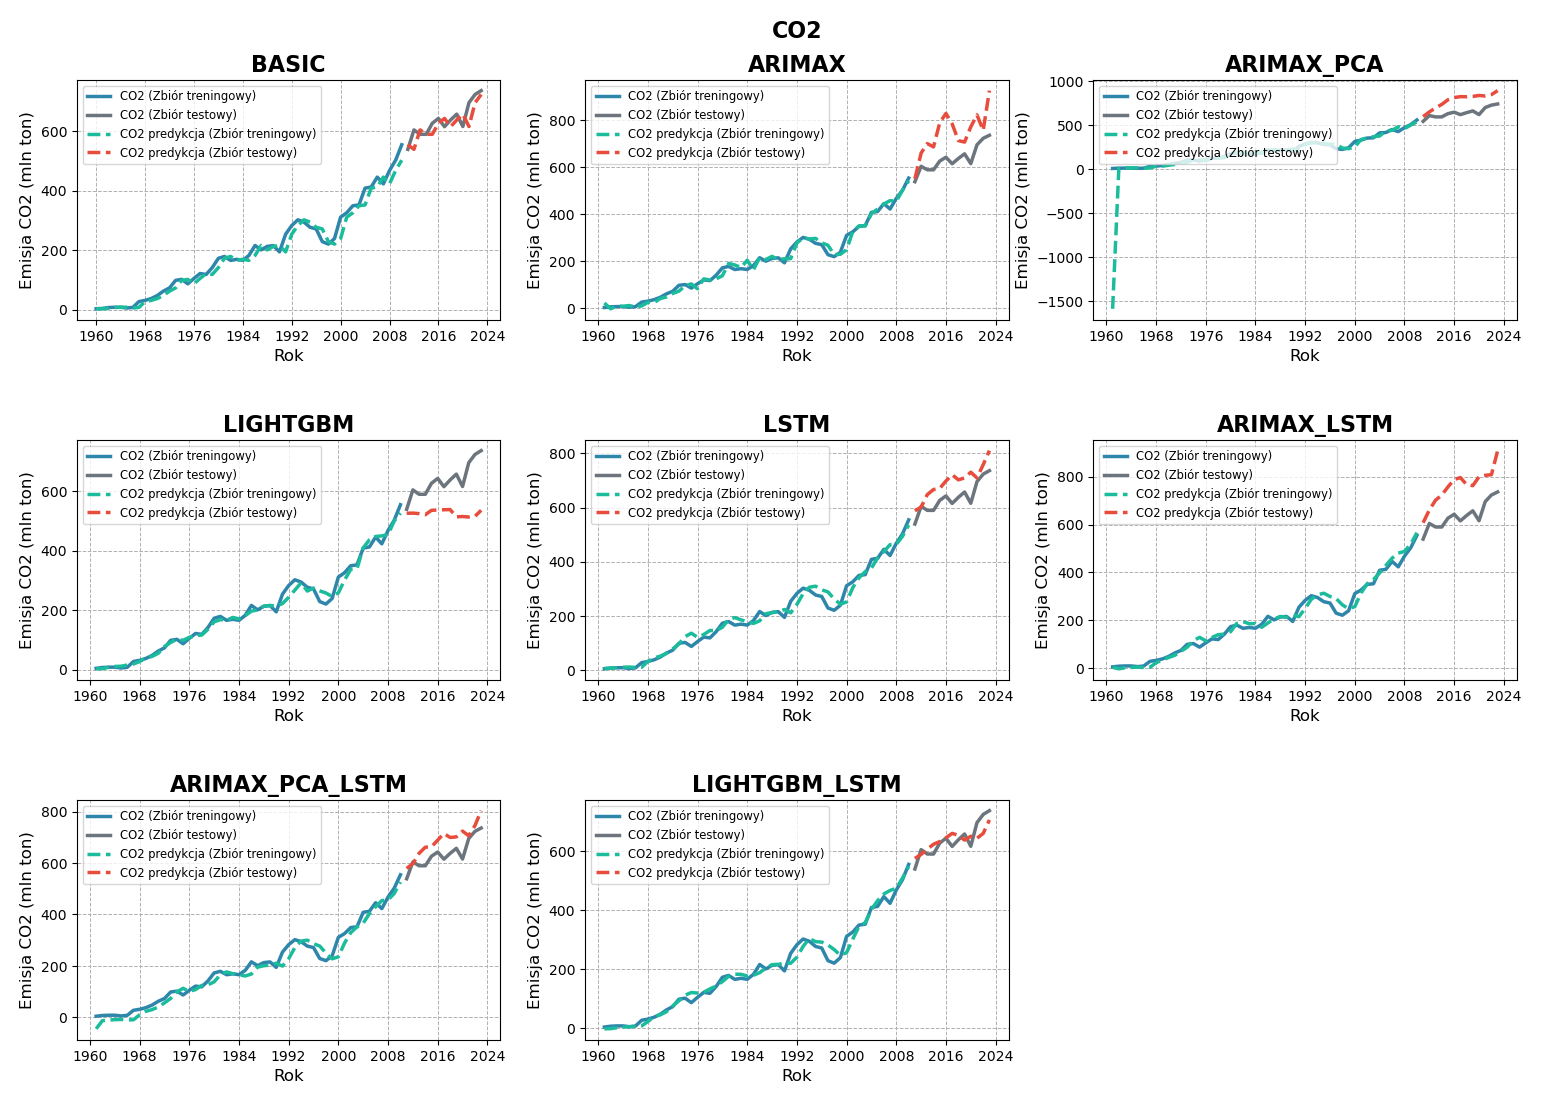 CO2
BASIC
CO2 (Zbiór treningowy)
CO2 (Zbiór testowy)
CO2 predykcja (Zbiór treningowy)
CO2 predykcja (Zbiór testowy)
Emisja CO2 (mln ton)
600
400
200
0
1960 1968 1976 1984 1992 2000 2008 2016 2024
Rok
ARIMAX
CO2 (Zbiór treningowy)
CO2 (Zbiór testowy)
CO2 predykcja (Zbiór treningowy)
CO2 predykcja (Zbiór testowy)
Emisja CO2 (mln ton)
800
600
400
200
0
1960 1968 1976 1984 1992 2000 2008 2016 2024
Rok
ARIMAX_PCA
CO2 (Zbiór treningowy)
CO2 (Zbiór testowy)
CO2 predykcja (Zbiór treningowy)
CO2 predykcja (Zbiór testowy)
Emisja CO2 (mln ton)
1000
500
0
−500
−1000
−1500
1960 1968 1976 1984 1992 2000 2008 2016 2024
Rok
LIGHTGBM
CO2 (Zbiór treningowy)
CO2 (Zbiór testowy)
CO2 predykcja (Zbiór treningowy)
CO2 predykcja (Zbiór testowy)
Emisja CO2 (mln ton)
600
400
200
0
1960 1968 1976 1984 1992 2000 2008 2016 2024
Rok
LSTM
CO2 (Zbiór treningowy)
CO2 (Zbiór testowy)
CO2 predykcja (Zbiór treningowy)
CO2 predykcja (Zbiór testowy)
Emisja CO2 (mln ton)
800
600
400
200
0
1960 1968 1976 1984 1992 2000 2008 2016 2024
Rok
ARIMAX_LSTM
CO2 (Zbiór treningowy)
CO2 (Zbiór testowy)
CO2 predykcja (Zbiór treningowy)
CO2 predykcja (Zbiór testowy)
Emisja CO2 (mln ton)
800
600
400
200
0
1960 1968 1976 1984 1992 2000 2008 2016 2024
Rok
ARIMAX_PCA_LSTM
CO2 (Zbiór treningowy)
CO2 (Zbiór testowy)
CO2 predykcja (Zbiór treningowy)
CO2 predykcja (Zbiór testowy)
Emisja CO2 (mln ton)
800
600
400
200
0
1960 1968 1976 1984 1992 2000 2008 2016 2024
Rok
LIGHTGBM_LSTM
CO2 (Zbiór treningowy)
CO2 (Zbiór testowy)
CO2 predykcja (Zbiór treningowy)
CO2 predykcja (Zbiór testowy)
Emisja CO2 (mln ton)
600
400
200
0
1960 1968 1976 1984 1992 2000 2008 2016 2024
Rok